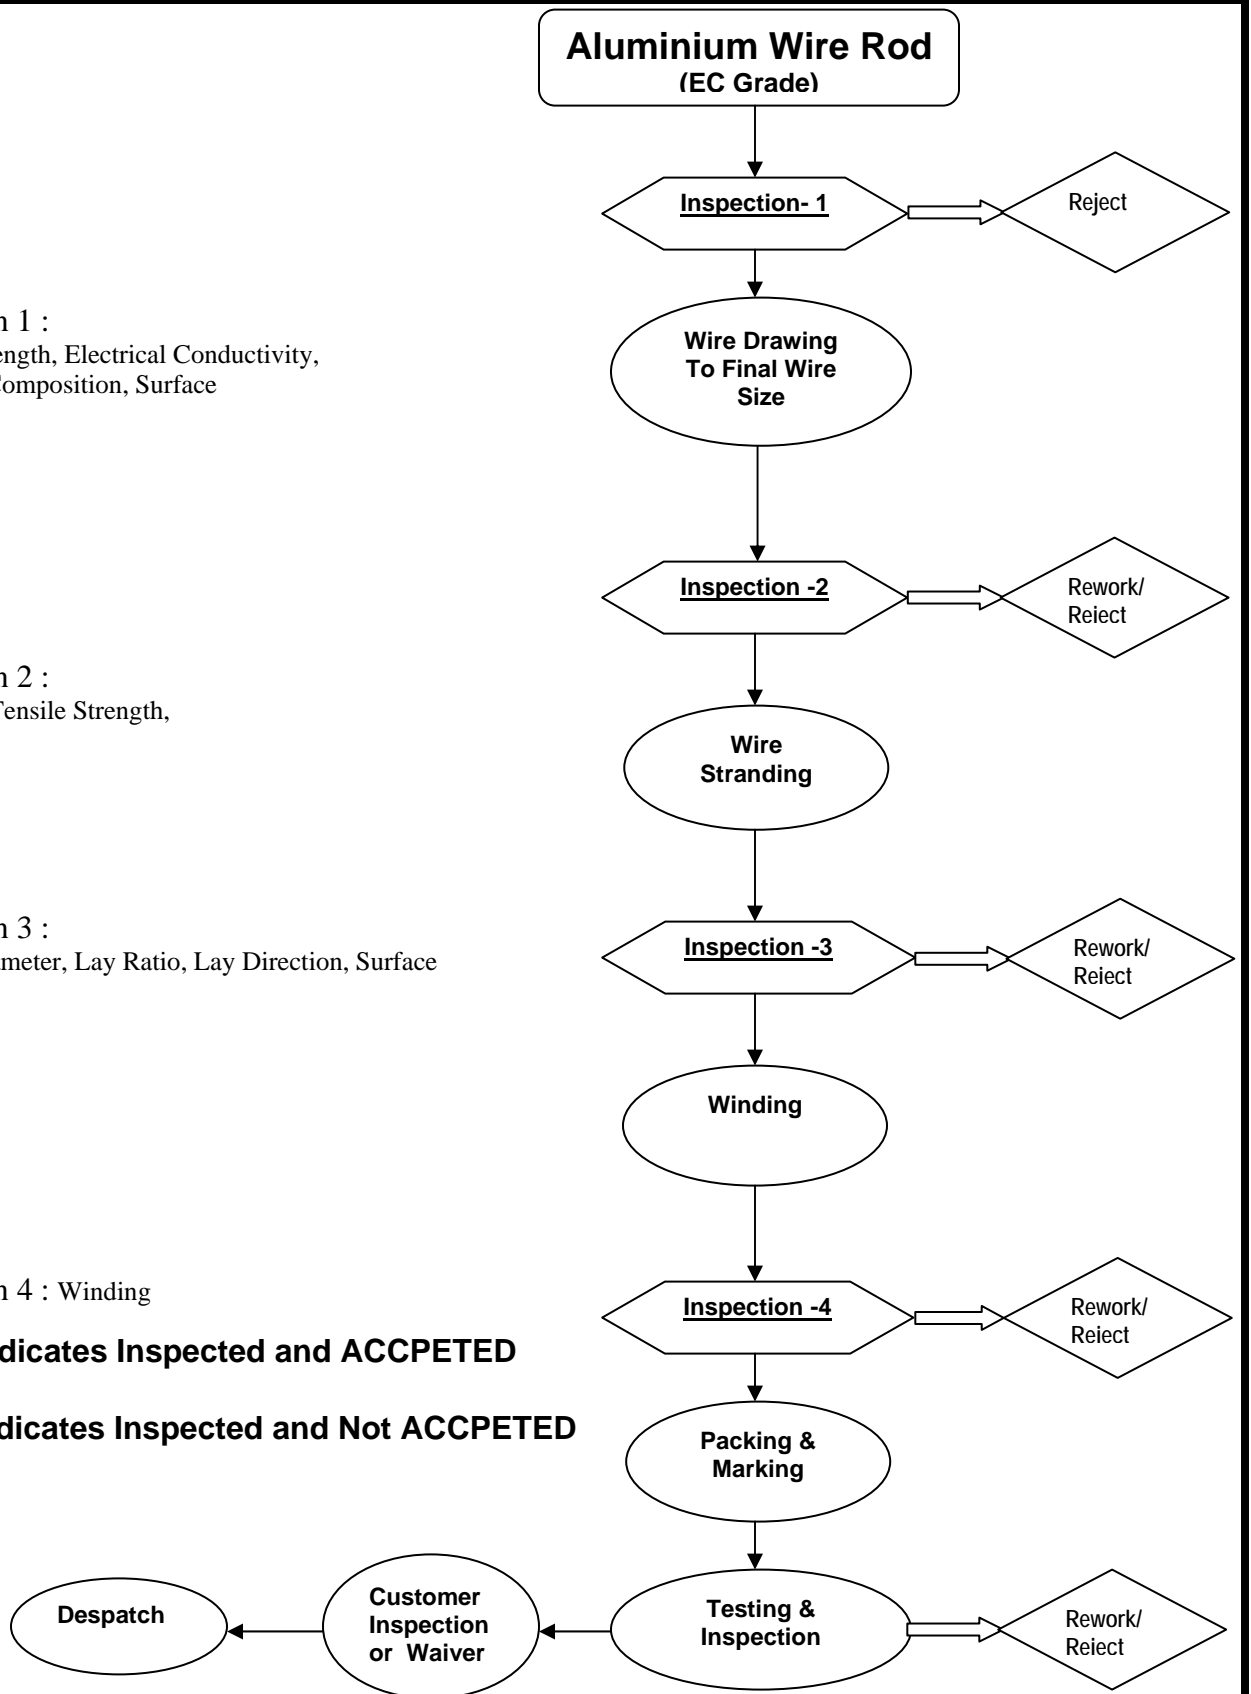 Aluminium Wire Rod
(EC Grade)
Inspection- 1
Reject
n 1 :
ength, Electrical Conductivity,
omposition, Surface
Wire Drawing
To Final Wire
Size
Inspection -2
Rework/
Reject
n 2 :
ensile Strength,
Wire
Stranding
n 3 :
ameter, Lay Ratio, Lay Direction, Surface
Inspection -3
Rework/
Reject
Winding
n 4 : Winding
Inspection -4
Rework/
Reject
dicates Inspected and ACCPETED
dicates Inspected and Not ACCPETED
Packing &
Marking
Despatch
Customer
Inspection
or Waiver
Testing &
Inspection
Rework/
Reject